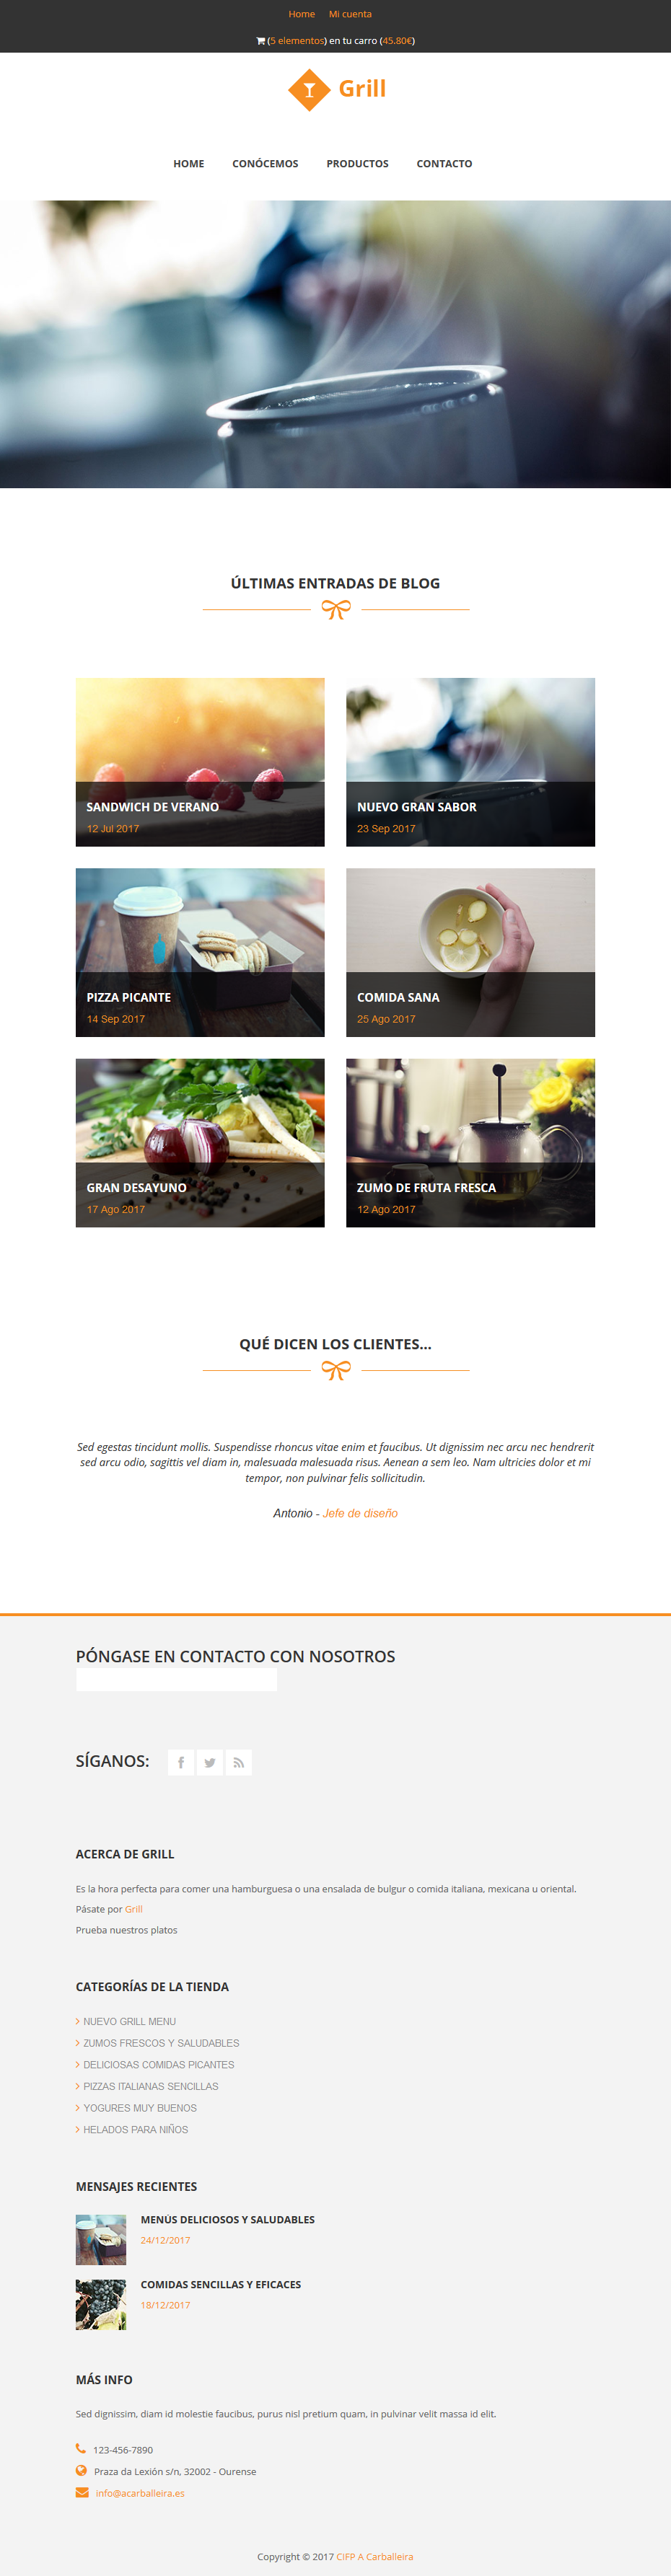 Home Mi cuenta
(5 elementos) en tu carro (45.80€)
Grill
HOME CONÓCEMOS PRODUCTOS CONTACTO
ÚLTIMAS ENTRADAS DE BLOG
SANDWICH DE VERANO
12 Jul 2017
NUEVO GRAN SABOR
23 Sep 2017
PIZZA PICANTE
14 Sep 2017
COMIDA SANA
25 Ago 2017
GRAN DESAYUNO
17 Ago 2017
ZUMO DE FRUTA FRESCA
12 Ago 2017
QUÉ DICEN LOS CLIENTES...
Sed egestas tincidunt mollis. Suspendisse rhoncus vitae enim et faucibus. Ut dignissim nec arcu nec hendrerit
sed arcu odio, sagittis vel diam in, malesuada malesuada risus. Aenean a sem leo. Nam ultricies dolor et mi
tempor, non pulvinar felis sollicitudin.
Antonio - Jefe de diseño
PÓNGASE EN CONTACTO CON NOSOTROS
SÍGANOS:
ACERCA DE GRILL
Es la hora perfecta para comer una hamburguesa o una ensalada de bulgur o comida italiana, mexicana u oriental.
Pásate por Grill
Prueba nuestros platos
CATEGORÍAS DE LA TIENDA
NUEVO GRILL MENU
ZUMOS FRESCOS Y SALUDABLES
DELICIOSAS COMIDAS PICANTES
PIZZAS ITALIANAS SENCILLAS
YOGURES MUY BUENOS
HELADOS PARA NIÑOS
MENSAJES RECIENTES
MENÚS DELICIOSOS Y SALUDABLES
24/12/2017
COMIDAS SENCILLAS Y EFICACES
18/12/2017
MÁS INFO
Sed dignissim, diam id molestie faucibus, purus nisl pretium quam, in pulvinar velit massa id elit.
123-456-7890
Praza da Lexión s/n, 32002 - Ourense
info@acarballeira.es
Copyright © 2017 CIFP A Carballeira